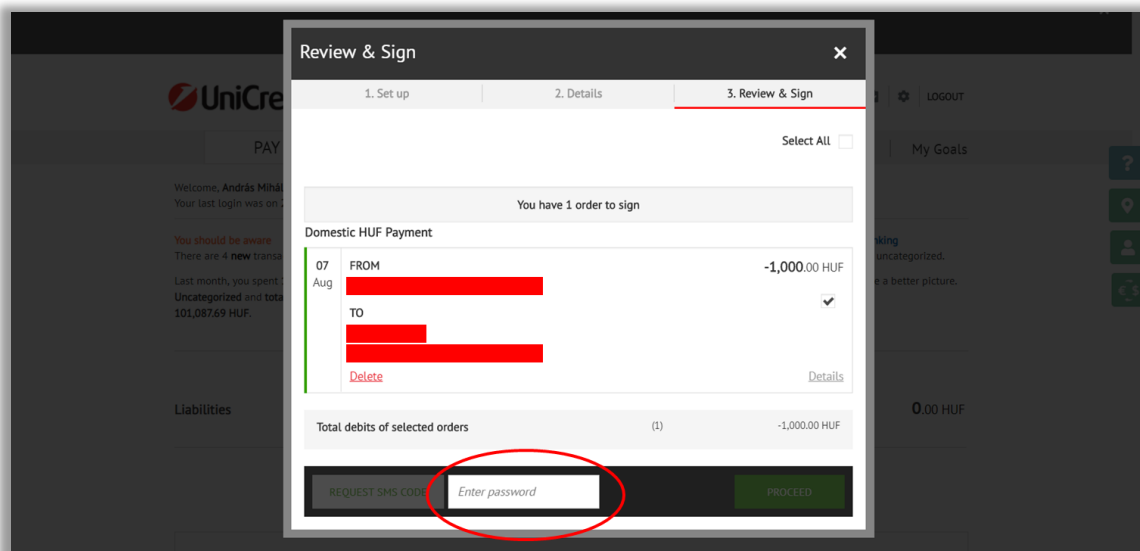 Review & Sign
1. Set up
2. Details
3. Review & Sign
UniCre
LOGOUT
PAY
My Goals
Select All
Welcome, András Mihál
Your last login was on
You have 1 order to sign
You should be aware
There are 4 new transa
nking
uncategorized.
Last month, you spent
Uncategorized and tota
101,087.69 HUF.
e a better picture.
Domestic HUF Payment
07
Aug
FROM
-1,000.00 HUF
TO
Delete
Details
Liabilities
0.00 HUF
Total debits of selected orders
(1)
-1,000.00 HUF
REQUEST SMS CODE
Enter password
PROCEED